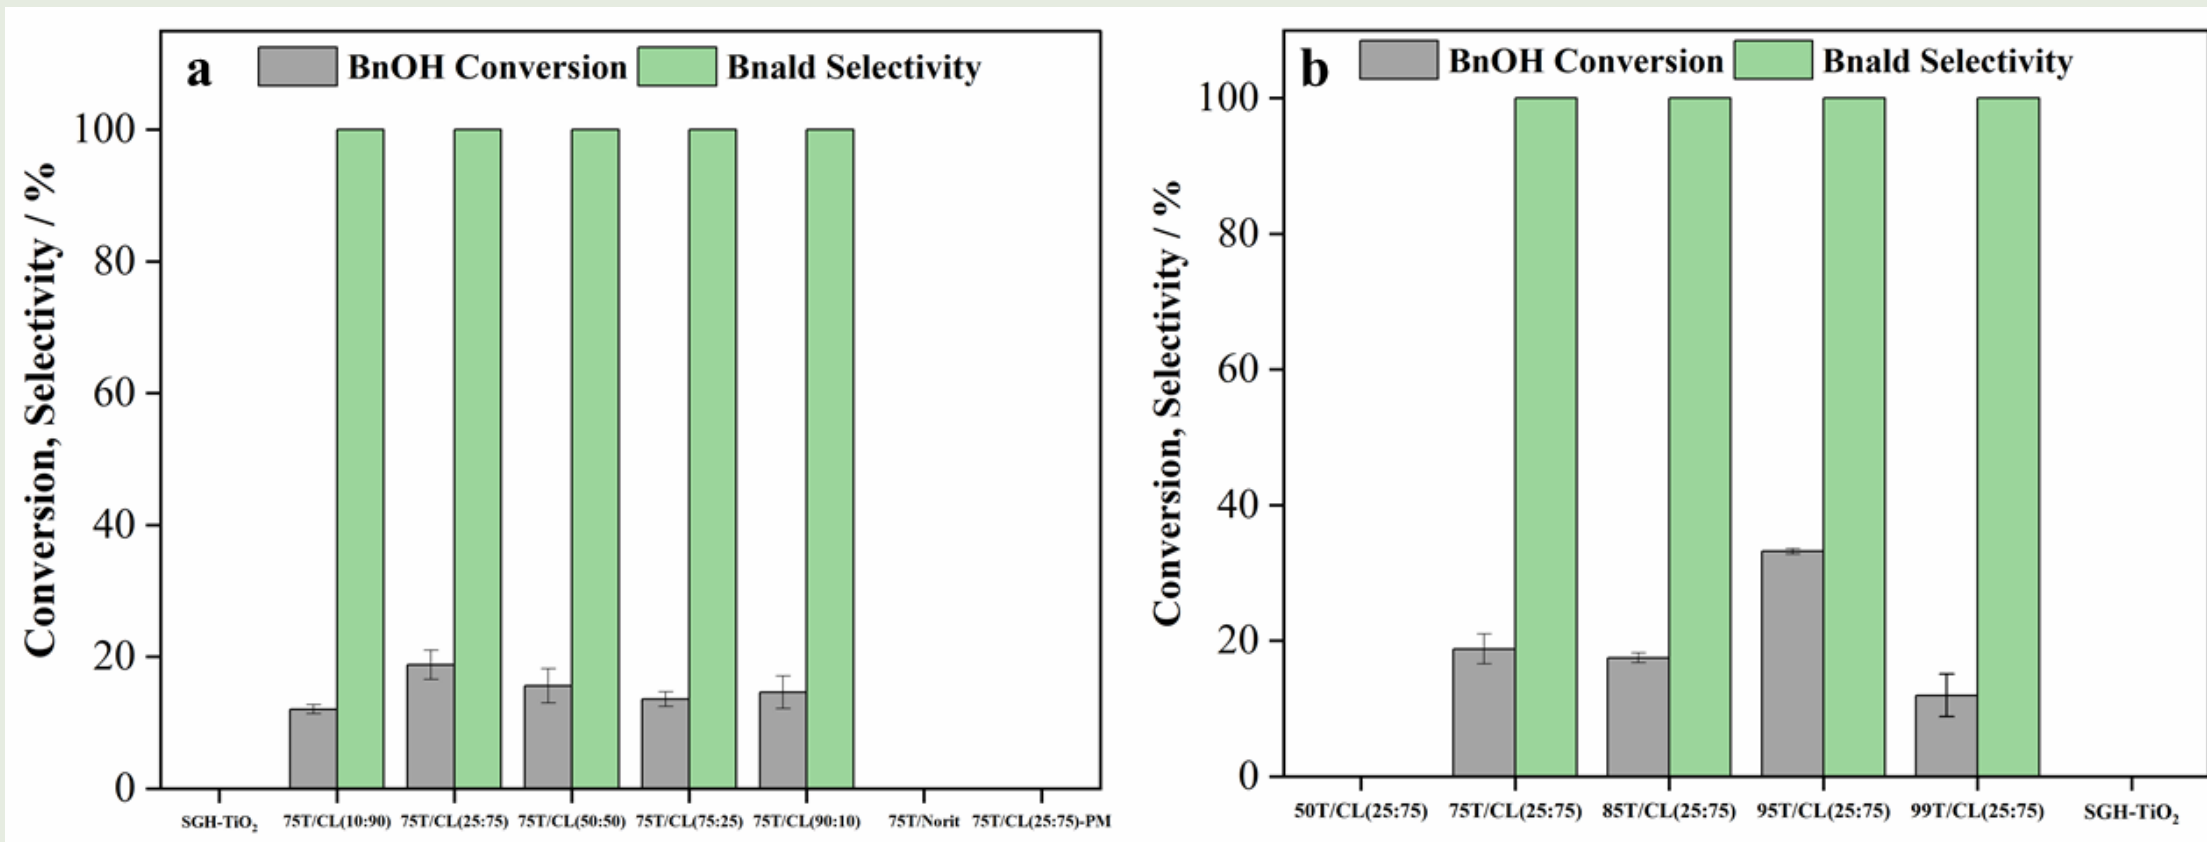 a
BnOH Conversion
Bnald Selectivity
Conversion, Selectivity / %
100
80
60
40
20
0
SGH-TiO₂
75T/CL(10:90)
75T/CL(25:75)
75T/CL(50:50)
75T/CL(75:25)
75T/CL(90:10)
75T/Norit
75T/CL(25:75)-PM
b
BnOH Conversion
Bnald Selectivity
Conversion, Selectivity / %
100
80
60
40
20
0
50T/CL(25:75)
75T/CL(25:75)
85T/CL(25:75)
95T/CL(25:75)
99T/CL(25:75)
SGH-TiO₂